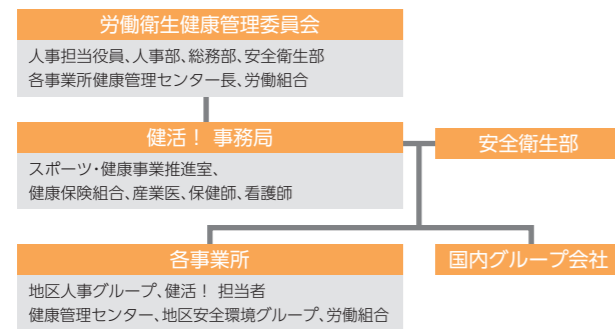 労働衛生健康管理委員会
人事担当役員、人事部、総務部、安全衛生部
各事業所健康管理センター長、労働組合
健活！ 事務局
安全衛生部
スポーツ・健康事業推進室、
健康保険組合、産業医、保健師、看護師
各事業所
国内グループ会社
地区人事グループ、健活！ 担当者
健康管理センター、地区安全環境グループ、労働組合